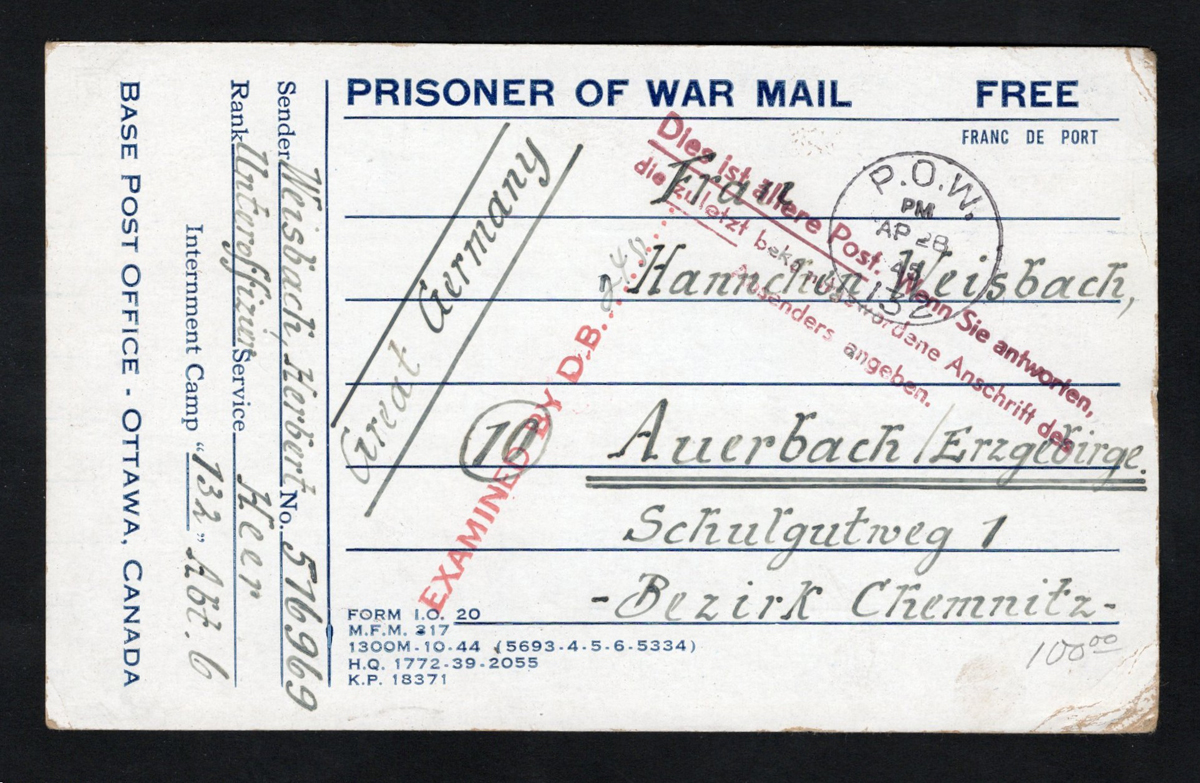 PRISONER OF WAR MAIL FREE
FRANC DE PORT
Sender Weisbach, Herbert No. 576969
Rank Unteroffizier Service Heer
Internment Camp "132" Abt. 6
BASE POST OFFICE - OTTAWA, CANADA
Great Germany
Dies ist ältere Post. Wenn Sie antworten,
die zuletzt bekanntgewordene Anschrift des
Absenders angeben.
P.O.W.
PM
AP 28
45
132
Frau
Hannchen Weisbach,
16
Auerbach/Erzgebirge.
Schulgutweg 1
-Bezirk Chemnitz-
EXAMINED BY D.B.
FORM I.O. 20
M.F.M. 217
1300M-10-44 (5693-4-5-6-5334)
H.Q. 1772-39-2055
K.P. 18371
100.00